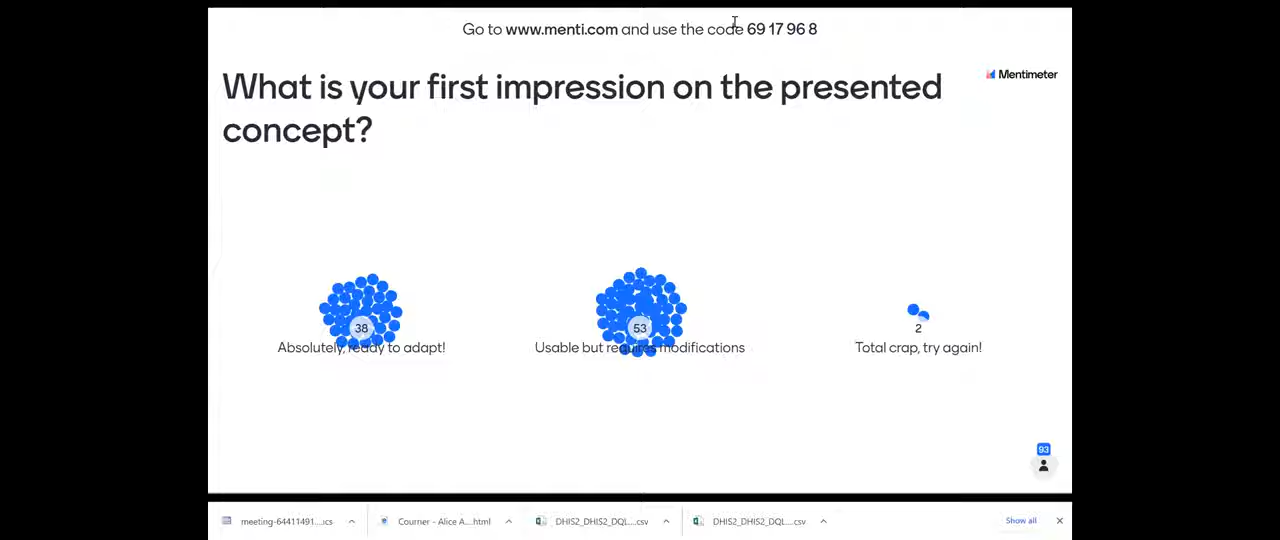 Go to www.menti.com and use the code 69 17 96 8
What is your first impression on the presented
concept?
Mentimeter
38
53
2
Absolutely, ready to adapt!
Usable but requires modifications
Total crap, try again!
93
meeting-64411491....ics
Courner - Alice A....html
DHIS2_DHIS2_DQL....csv
DHIS2_DHIS2_DQ....csv
Show all